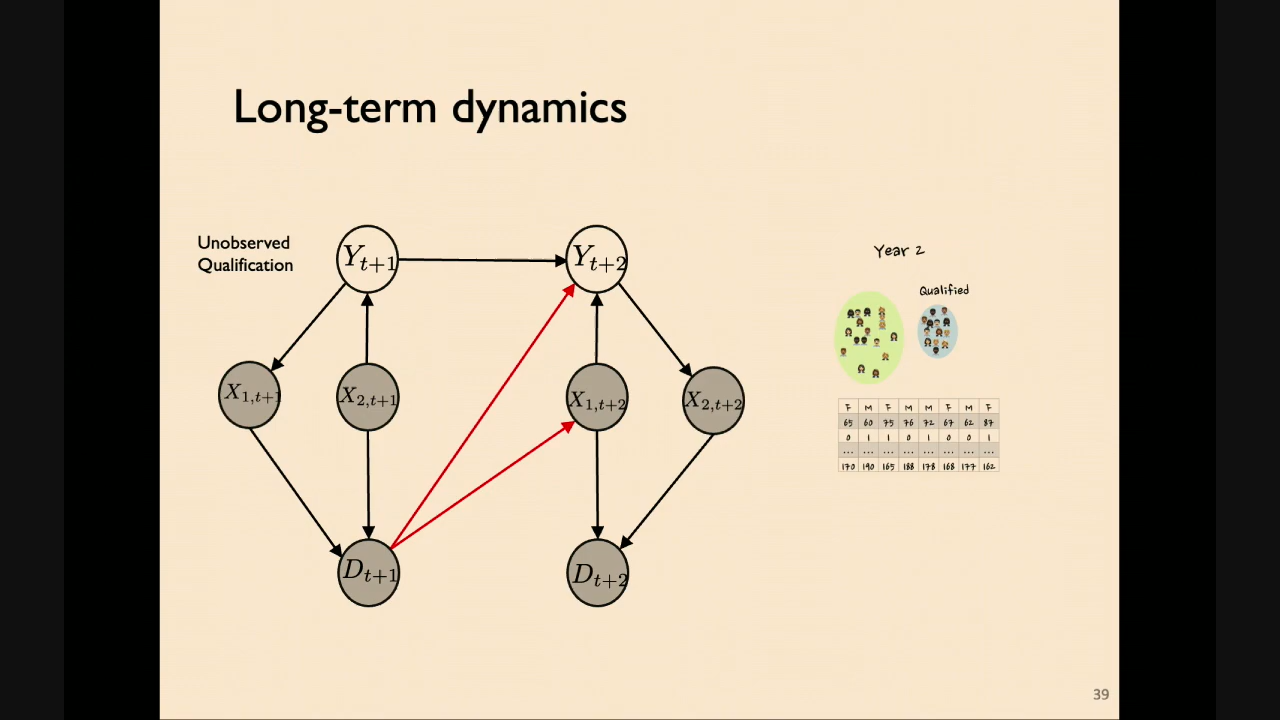 Long-term dynamics
Unobserved
Qualification
Y_{t+1}
Y_{t+2}
X_{1,t+1}
X_{2,t+1}
X_{1,t+2}
X_{2,t+2}
D_{t+1}
D_{t+2}
Year 2
Qualified
F M F M M F M F
65 60 75 76 72 67 62 87
0 1 1 0 1 0 0 1
... ... ... ... ... ... ... ...
170 190 165 188 178 168 177 162
39